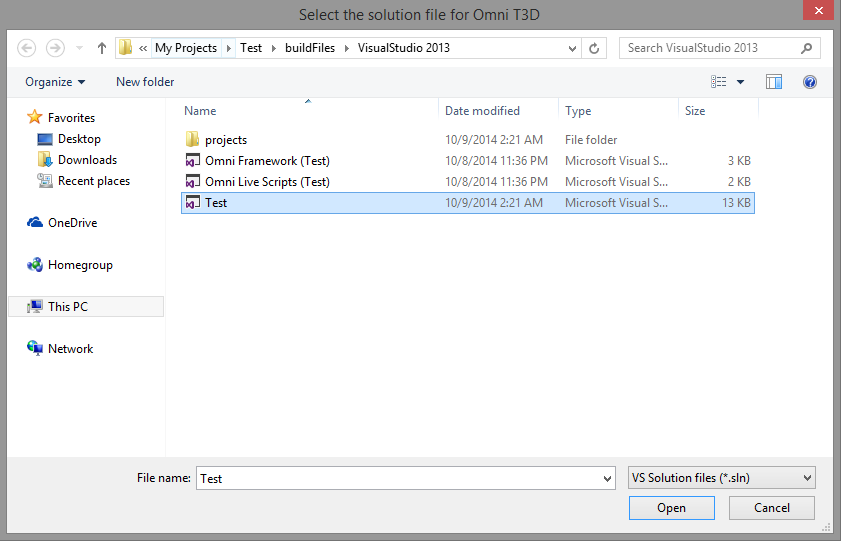 Select the solution file for Omni T3D
« My Projects Test buildFiles VisualStudio 2013 Search VisualStudio 2013
Organize New folder
Name Date modified Type Size
Favorites
Desktop
Downloads
Recent places
OneDrive
Homegroup
This PC
Network
projects 10/9/2014 2:21 AM File folder
Omni Framework (Test) 10/8/2014 11:36 PM Microsoft Visual S... 3 KB
Omni Live Scripts (Test) 10/8/2014 11:36 PM Microsoft Visual S... 2 KB
Test 10/9/2014 2:21 AM Microsoft Visual S... 13 KB
File name: Test VS Solution files (*.sln)
Open Cancel